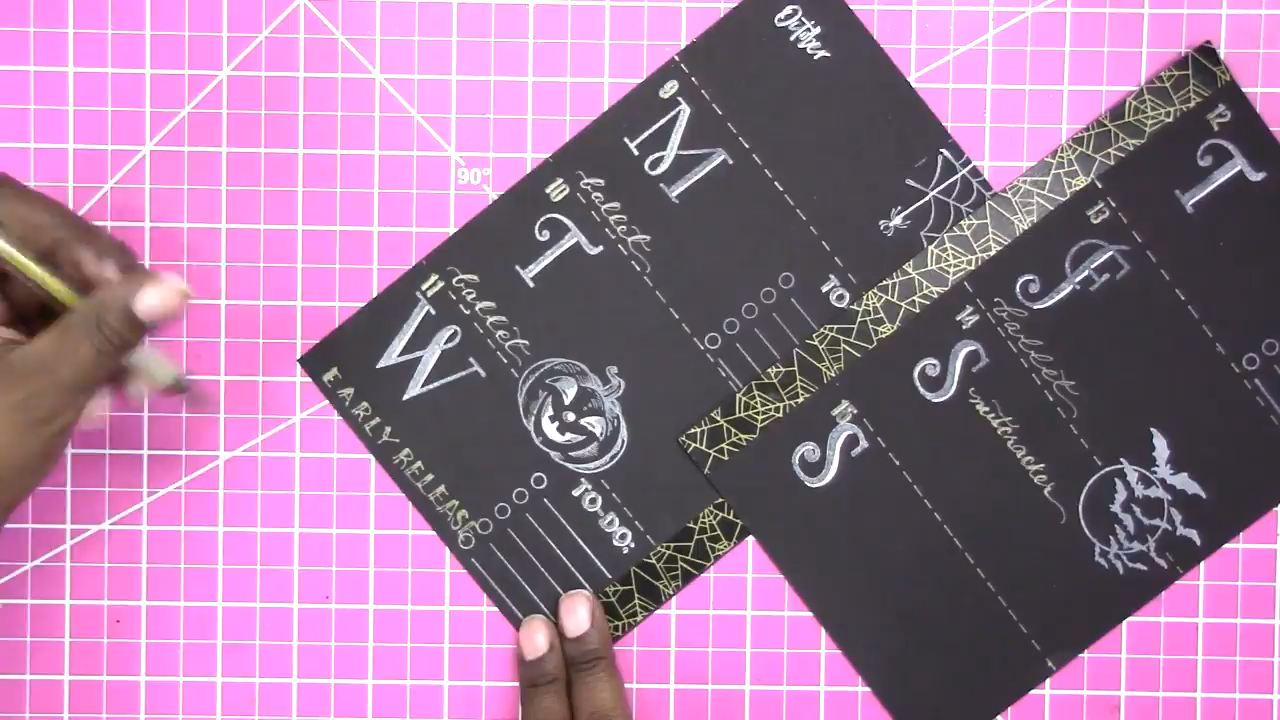 October
9
M
TO
10
ballet
T
11
ballet
W
EARLY RELEASE
TO-DO:
12
T
13
F
ballet
14
S
nutcracker
15
S
90°